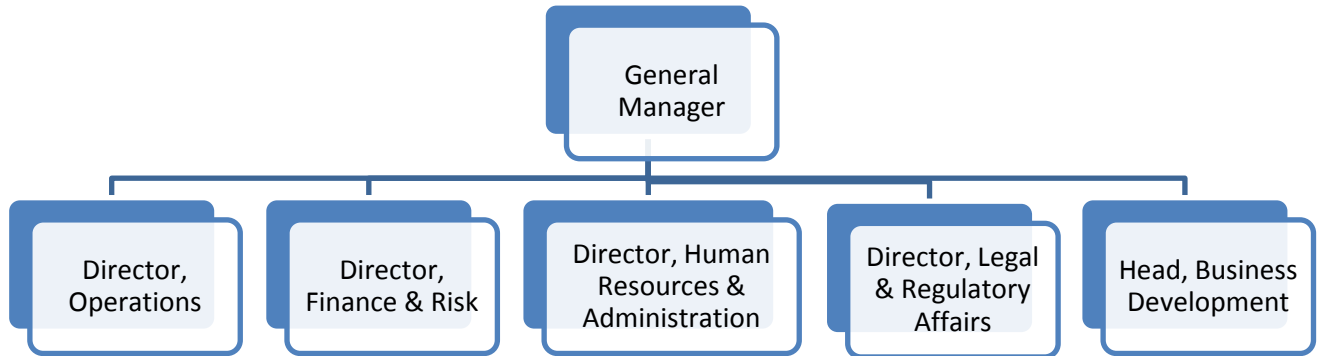 General
Manager
Director,
Operations
Director,
Finance & Risk
Director, Human
Resources &
Administration
Director, Legal
& Regulatory
Affairs
Head, Business
Development